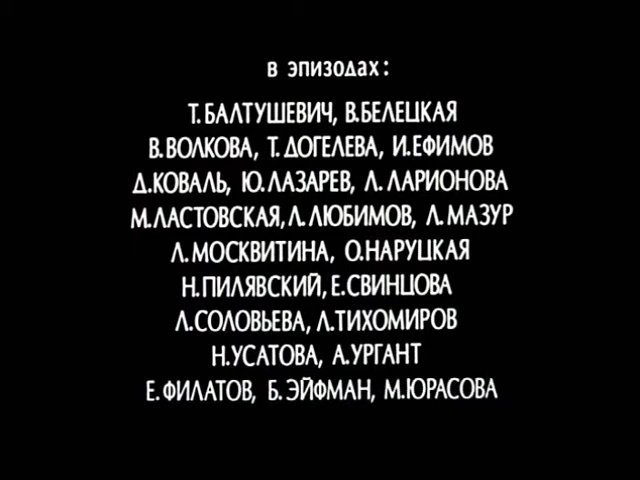 в эпизодах:
Т.БАЛТУШЕВИЧ, В.БЕЛЕЦКАЯ
В.ВОЛКОВА, Т.ДОГЕЛЕВА, И.ЕФИМОВ
Д.КОВАЛЬ, Ю.ЛАЗАРЕВ, Л.ЛАРИОНОВА
М.ЛАСТОВСКАЯ,Л.ЛЮБИМОВ, Л.МАЗУР
Л.МОСКВИТИНА, О.НАРУЦКАЯ
Н.ПИЛЯВСКИЙ,Е.СВИНЦОВА
Л.СОЛОВЬЕВА, Л.ТИХОМИРОВ
Н.УСАТОВА, А.УРГАНТ
Е.ФИЛАТОВ, Б.ЭЙФМАН, М.ЮРАСОВА